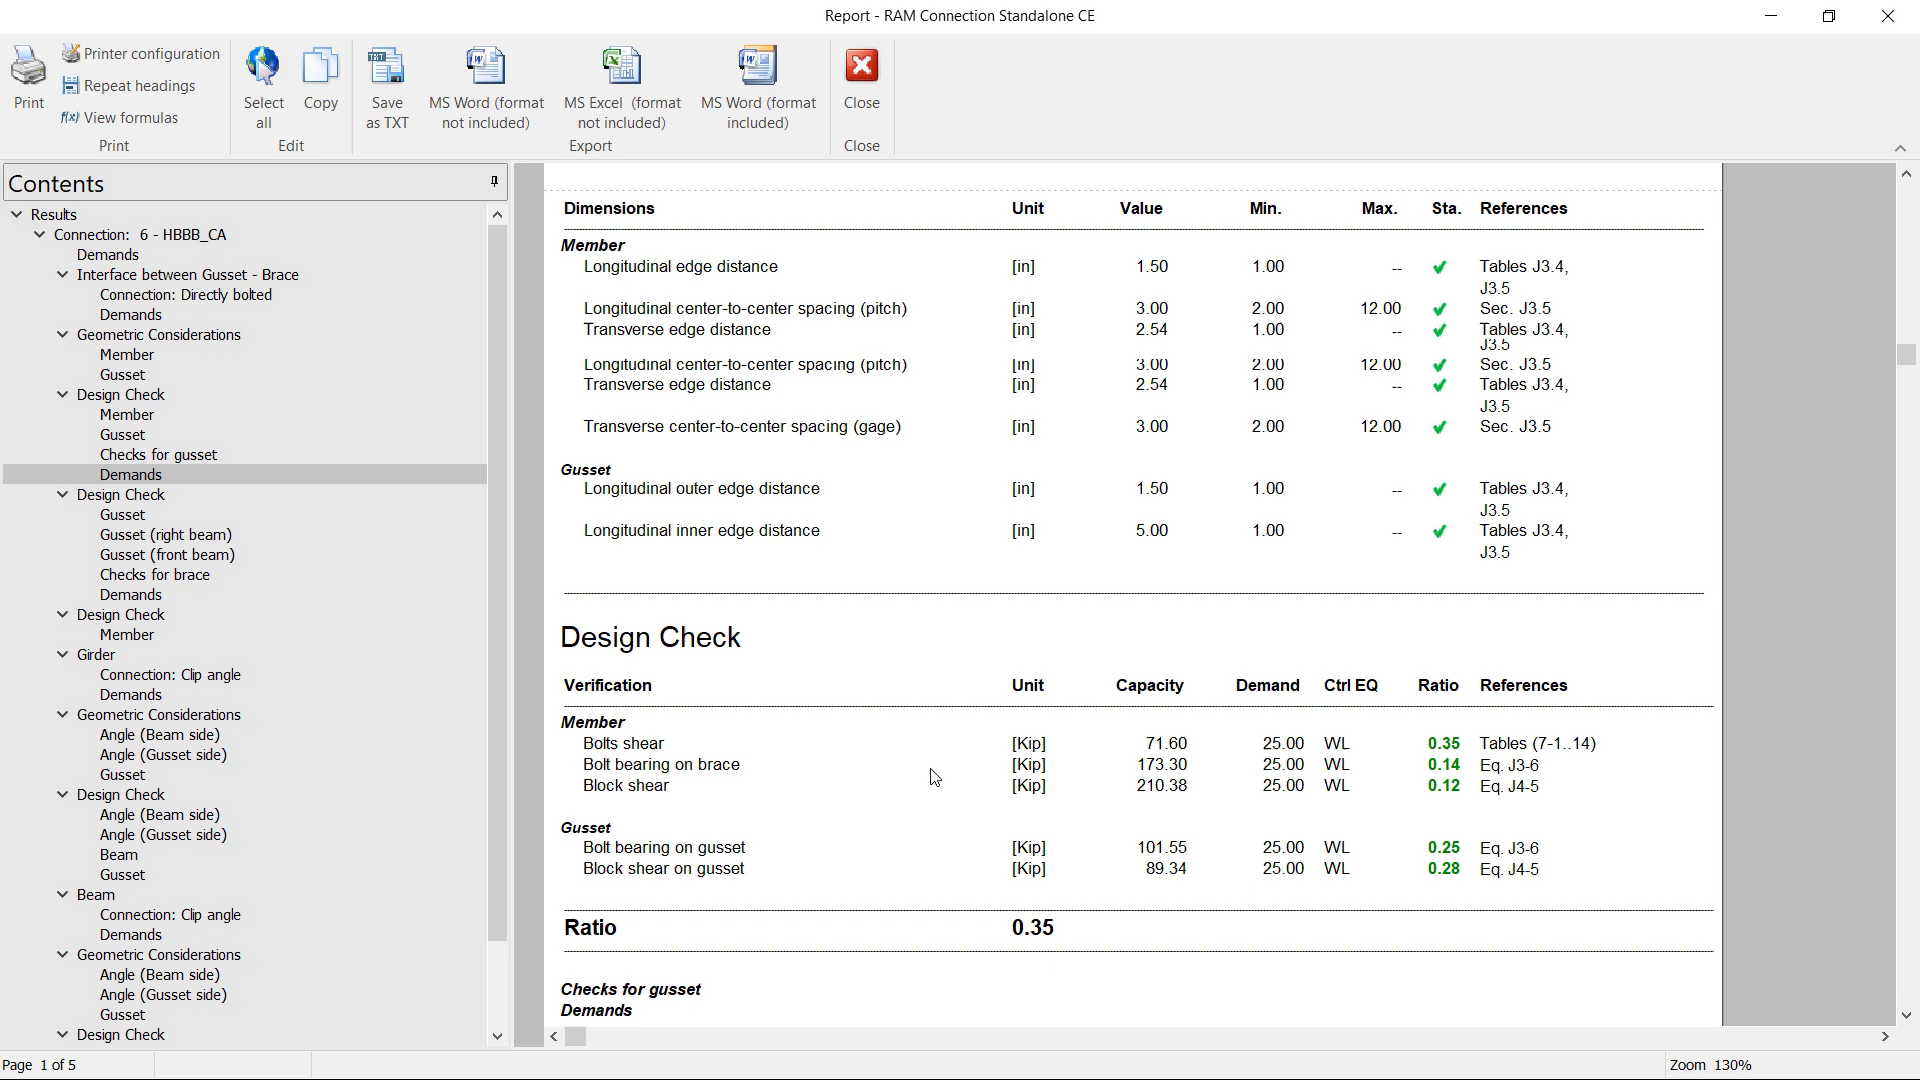 Report - RAM Connection Standalone CE
Print
Printer configuration
Repeat headings
f(x) View formulas
Print
Select all
Copy
Edit
TXT
Save as TXT
MS Word (format not included)
MS Excel (format not included)
MS Word (format included)
Export
Close
Close
Contents
Results
Connection: 6 - HBBB_CA
Demands
Interface between Gusset - Brace
Connection: Directly bolted
Demands
Geometric Considerations
Member
Gusset
Design Check
Member
Gusset
Checks for gusset
Demands
Design Check
Gusset
Gusset (right beam)
Gusset (front beam)
Checks for brace
Demands
Design Check
Member
Girder
Connection: Clip angle
Demands
Geometric Considerations
Angle (Beam side)
Angle (Gusset side)
Gusset
Design Check
Angle (Beam side)
Angle (Gusset side)
Beam
Gusset
Beam
Connection: Clip angle
Demands
Geometric Considerations
Angle (Beam side)
Angle (Gusset side)
Gusset
Design Check
Dimensions Unit Value Min. Max. Sta. References
Member
Longitudinal edge distance [in] 1.50 1.00 -- ✔ Tables J3.4,
J3.5
Longitudinal center-to-center spacing (pitch) [in] 3.00 2.00 12.00 ✔ Sec. J3.5
Transverse edge distance [in] 2.54 1.00 -- ✔ Tables J3.4,
J3.5
Longitudinal center-to-center spacing (pitch) [in] 3.00 2.00 12.00 ✔ Sec. J3.5
Transverse edge distance [in] 2.54 1.00 -- ✔ Tables J3.4,
J3.5
Transverse center-to-center spacing (gage) [in] 3.00 2.00 12.00 ✔ Sec. J3.5
Gusset
Longitudinal outer edge distance [in] 1.50 1.00 -- ✔ Tables J3.4,
J3.5
Longitudinal inner edge distance [in] 5.00 1.00 -- ✔ Tables J3.4,
J3.5
Design Check
Verification Unit Capacity Demand Ctrl EQ Ratio References
Member
Bolts shear [Kip] 71.60 25.00 WL 0.35 Tables (7-1..14)
Bolt bearing on brace [Kip] 173.30 25.00 WL 0.14 Eq. J3-6
Block shear [Kip] 210.38 25.00 WL 0.12 Eq. J4-5
Gusset
Bolt bearing on gusset [Kip] 101.55 25.00 WL 0.25 Eq. J3-6
Block shear on gusset [Kip] 89.34 25.00 WL 0.28 Eq. J4-5
Ratio 0.35
Checks for gusset
Demands
Page 1 of 5
Zoom 130%